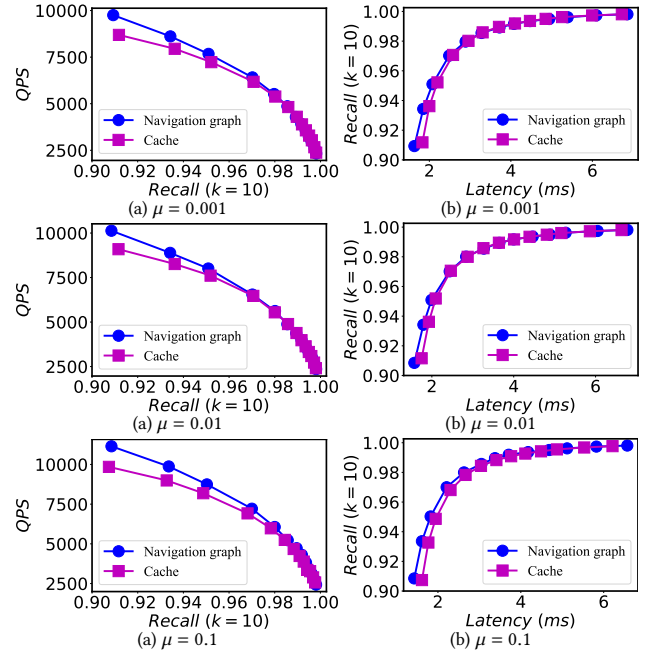 10000
7500
5000
2500
QPS
Navigation graph
Cache
0.90 0.92 0.94 0.96 0.98 1.00
Recall (k = 10)
(a) μ = 0.001
1.00
0.98
0.96
0.94
0.92
0.90
Recall (k = 10)
Navigation graph
Cache
2 4 6
Latency (ms)
(b) μ = 0.001
10000
7500
5000
2500
QPS
Navigation graph
Cache
0.90 0.92 0.94 0.96 0.98 1.00
Recall (k = 10)
(a) μ = 0.01
1.00
0.98
0.96
0.94
0.92
0.90
Recall (k = 10)
Navigation graph
Cache
2 4 6
Latency (ms)
(b) μ = 0.01
10000
7500
5000
2500
QPS
Navigation graph
Cache
0.90 0.92 0.94 0.96 0.98 1.00
Recall (k = 10)
(a) μ = 0.1
1.00
0.98
0.96
0.94
0.92
0.90
Recall (k = 10)
Navigation graph
Cache
2 4 6
Latency (ms)
(b) μ = 0.1